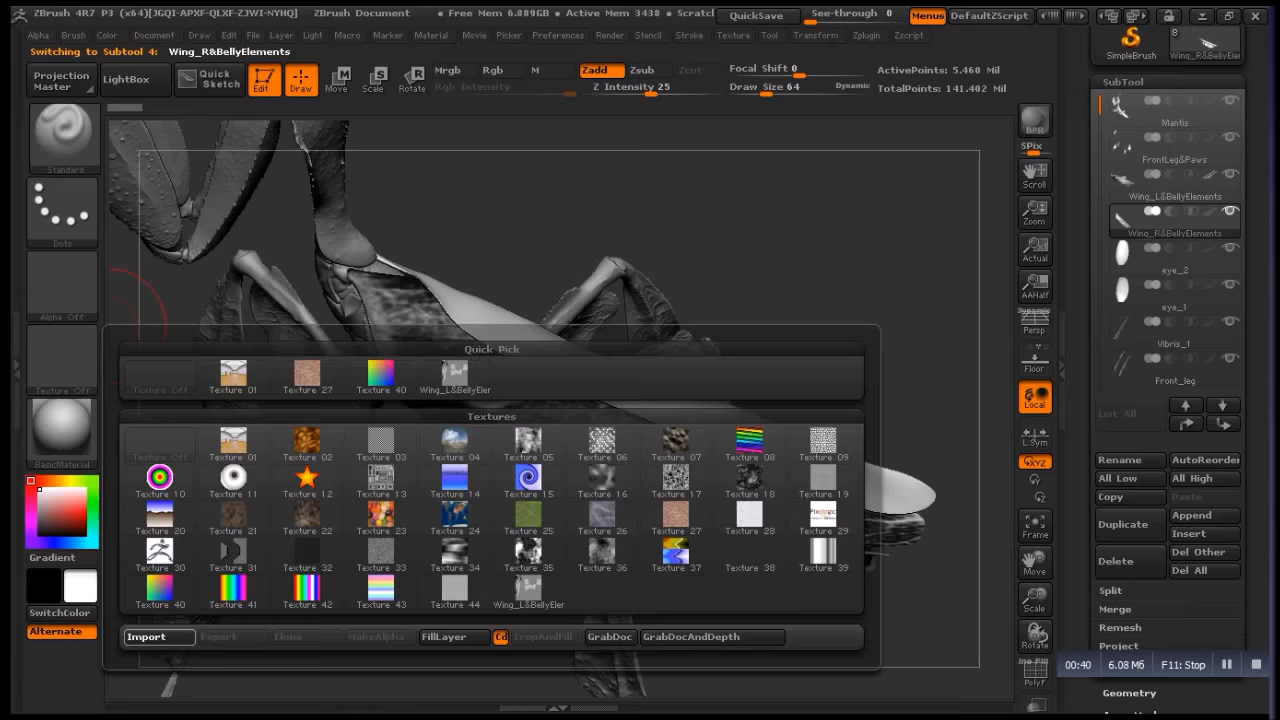 ZBrush 4R7 P3 (x64)[JGQI-APXF-QLXF-ZJWI-NYHQ] ZBrush Document • Free Mem 6.889GB • Active Mem 3438 • Scratcl QuickSave See-through 0 Menus DefaultZScript
Alpha Brush Color Document Draw Edit File Layer Light Macro Marker Material Movie Picker Preferences Render Stencil Stroke Texture Tool Transform Zplugin Zscript
Switching to Subtool 4: Wing_R&BellyElements
Projection Master LightBox Quick Sketch Edit Draw Move Scale Rotate
Mrgb Rgb M Zadd Zsub Zcut Focal Shift 0 ActivePoints: 5.460 Mil
Rgb Intensity Z Intensity 25 Draw Size 64 Dynamic TotalPoints: 141.402 Mil
Standard
Dots
Alpha Off
Texture Off
BasicMaterial
Gradient
SwitchColor
Alternate
Quick Pick
Texture Off Texture 01 Texture 27 Texture 40 Wing_L&BellyEler
Textures
Texture Off Texture 01 Texture 02 Texture 03 Texture 04 Texture 05 Texture 06 Texture 07 Texture 08 Texture 09
Texture 10 Texture 11 Texture 12 Texture 13 Texture 14 Texture 15 Texture 16 Texture 17 Texture 18 Texture 19
Texture 20 Texture 21 Texture 22 Texture 23 Texture 24 Texture 25 Texture 26 Texture 27 Texture 28 Texture 29
Texture 30 Texture 31 Texture 32 Texture 33 Texture 34 Texture 35 Texture 36 Texture 37 Texture 38 Texture 39
Texture 40 Texture 41 Texture 42 Texture 43 Texture 44 Wing_L&BellyEler
Import Export Clone MakeAlpha FillLayer Cd CropAndFill GrabDoc GrabDocAndDepth
BPR
SPix
Scroll
Zoom
Actual
AAHalf
Dynamic
Persp
Floor
Local
L.Sym
XYZ
Frame
Move
Scale
Rotate
PolyF
8
SimpleBrush Wing_R&BellyEler
SubTool
Mantis
FrontLeg&Paws
Wing_L&BellyElements
Wing_R&BellyElements
eye_2
eye_1
Vibris_1
Front_leg
List All
Rename AutoReorder
All Low All High
Copy Paste
Duplicate Append
Insert
Delete Del Other
Del All
Split
Merge
Remesh
Project
00:40 6.08 Мб F11: Stop
Geometry